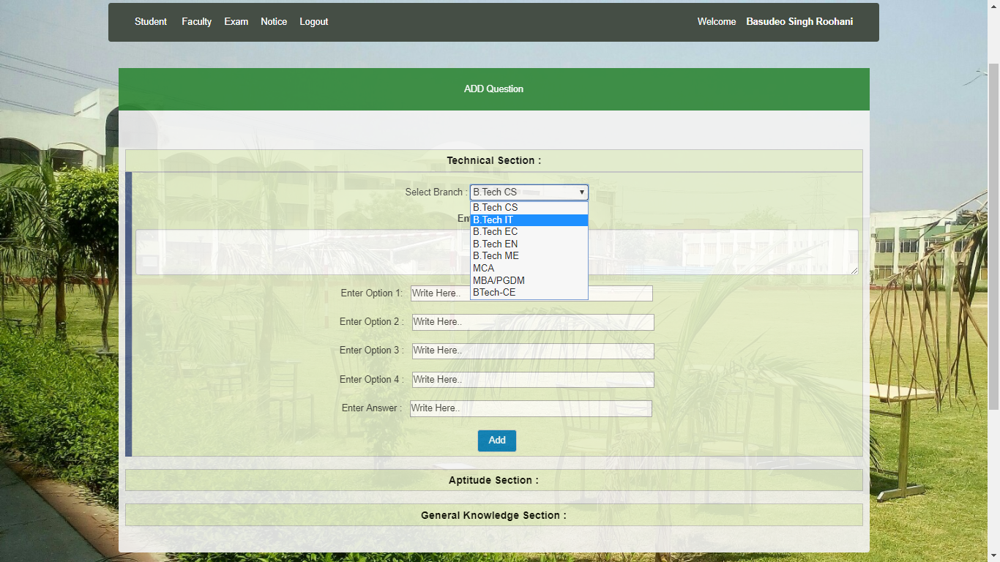 Student Faculty Exam Notice Logout Welcome Basudeo Singh Roohani
ADD Question
Technical Section :
Select Branch : B.Tech CS
B.Tech CS
B.Tech IT
B.Tech EC
B.Tech EN
B.Tech ME
MCA
MBA/PGDM
BTech-CE
Enter Option 1: Write Here..
Enter Option 2 : Write Here..
Enter Option 3 : Write Here..
Enter Option 4 : Write Here..
Enter Answer : Write Here..
Add
Aptitude Section :
General Knowledge Section :